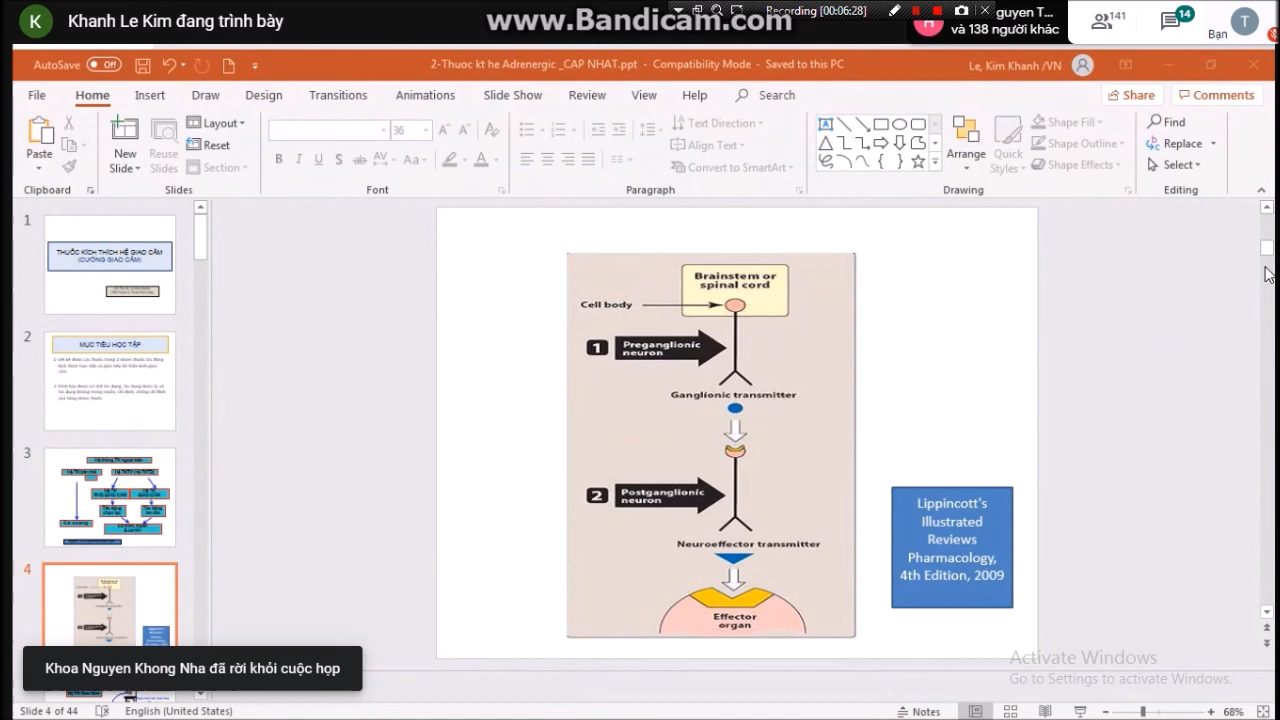 Khanh Le Kim đang trình bày
www.Bandicam.com
Recording [00:06:28]
guyen T...
và 138 người khác
141
14
Bạn
K
H
T
AutoSave Off
2-Thuoc kt he Adrenergic _CAP NHAT.ppt - Compatibility Mode - Saved to this PC
Le, Kim Khanh /VN
File Home Insert Draw Design Transitions Animations Slide Show Review View Help Search
Share Comments
Paste
New Slide
Reuse Slides
Layout
Reset
Section
36
Text Direction
Align Text
Convert to SmartArt
Arrange
Quick Styles
Shape Fill
Shape Outline
Shape Effects
Find
Replace
Select
Clipboard Slides Font Paragraph Drawing Editing
1
THUỐC KÍCH THÍCH HỆ GIAO CẢM
(CƯỜNG GIAO CẢM)
2
MỤC TIÊU HỌC TẬP
3
4
Brainstem or
spinal cord
Cell body
1 Preganglionic
neuron
Ganglionic transmitter
2 Postganglionic
neuron
Neuroeffector transmitter
Effector
organ
Lippincott's
Illustrated
Reviews
Pharmacology,
4th Edition, 2009
Khoa Nguyen Khong Nha đã rời khỏi cuộc họp
Activate Windows
Go to Settings to activate Windows.
Slide 4 of 44 English (United States) Notes 68%